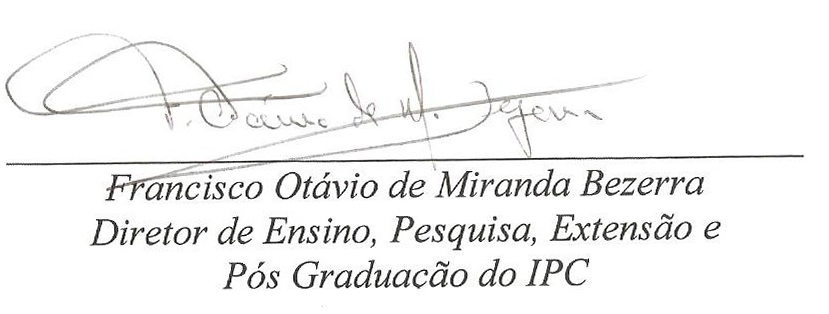 F. Otávio de M. Bezerra
Francisco Otávio de Miranda Bezerra
Diretor de Ensino, Pesquisa, Extensão e
Pós Graduação do IPC